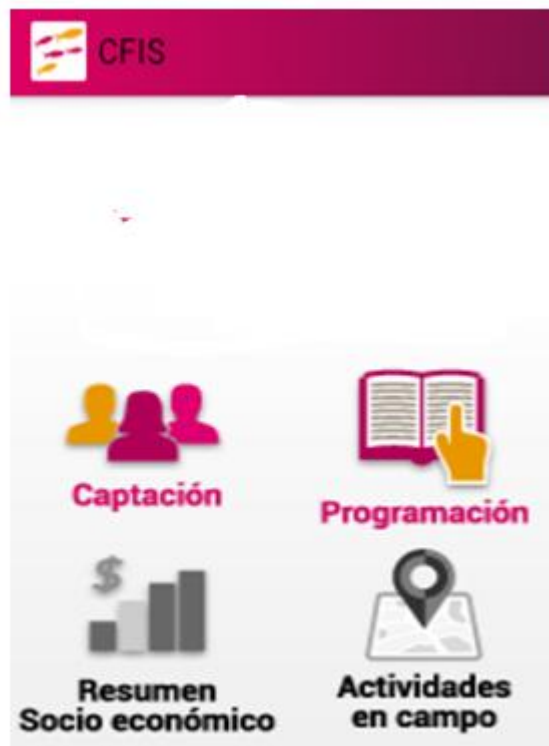 CFIS
Captación
Programación
$
Resumen
Socio económico
Actividades
en campo